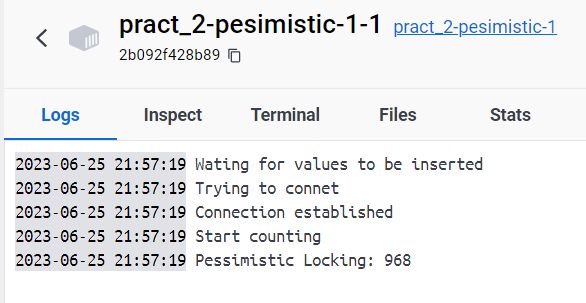 pract_2-pesimistic-1-1 pract_2-pesimistic-1
2b092f428b89
Logs Inspect Terminal Files Stats
2023-06-25 21:57:19 Wating for values to be inserted
2023-06-25 21:57:19 Trying to connet
2023-06-25 21:57:19 Connection established
2023-06-25 21:57:19 Start counting
2023-06-25 21:57:19 Pessimistic Locking: 968